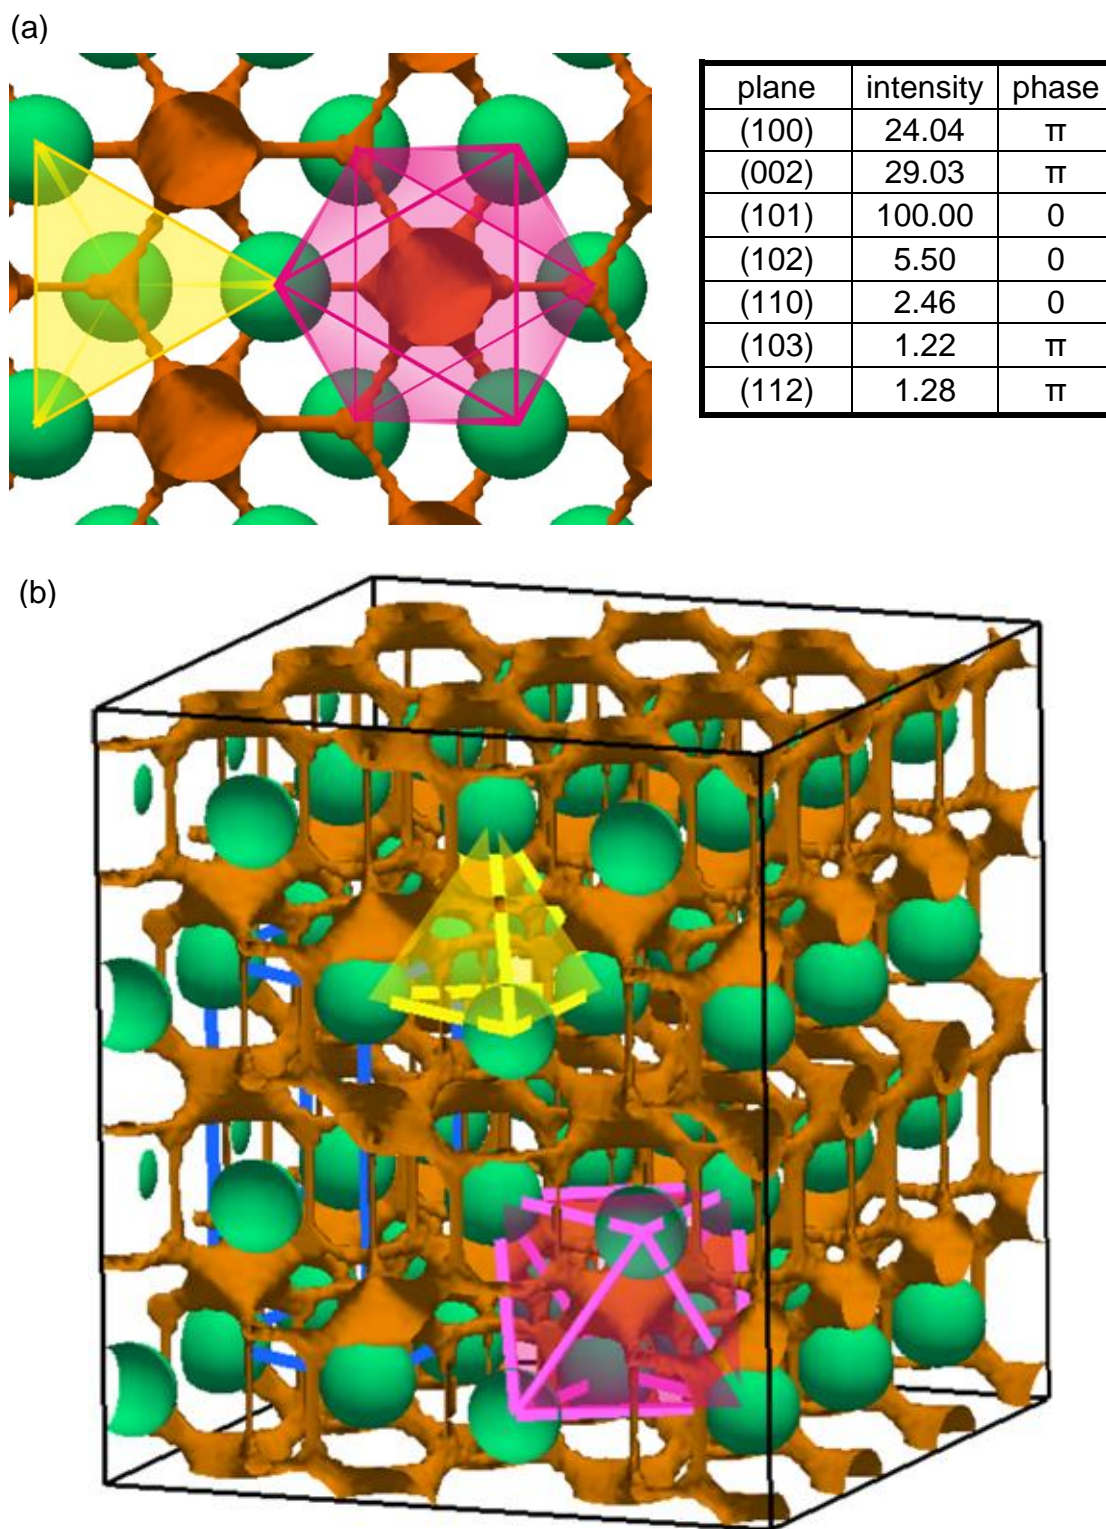 (a)
plane intensity phase
(100) 24.04 π
(002) 29.03 π
(101) 100.00 0
(102) 5.50 0
(110) 2.46 0
(103) 1.22 π
(112) 1.28 π
(b)